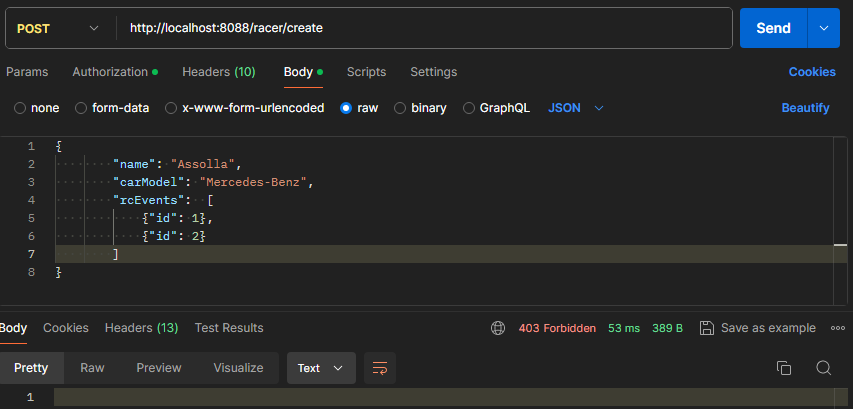 POST http://localhost:8088/racer/create Send
Params Authorization Headers (10) Body Scripts Settings Cookies
none form-data x-www-form-urlencoded raw binary GraphQL JSON Beautify
1 {
2 "name": "Assolla",
3 "carModel": "Mercedes-Benz",
4 "rcEvents": [
5 {"id": 1},
6 {"id": 2}
7 ]
8 }
Body Cookies Headers (13) Test Results 403 Forbidden 53 ms 389 B Save as example
Pretty Raw Preview Visualize Text
1